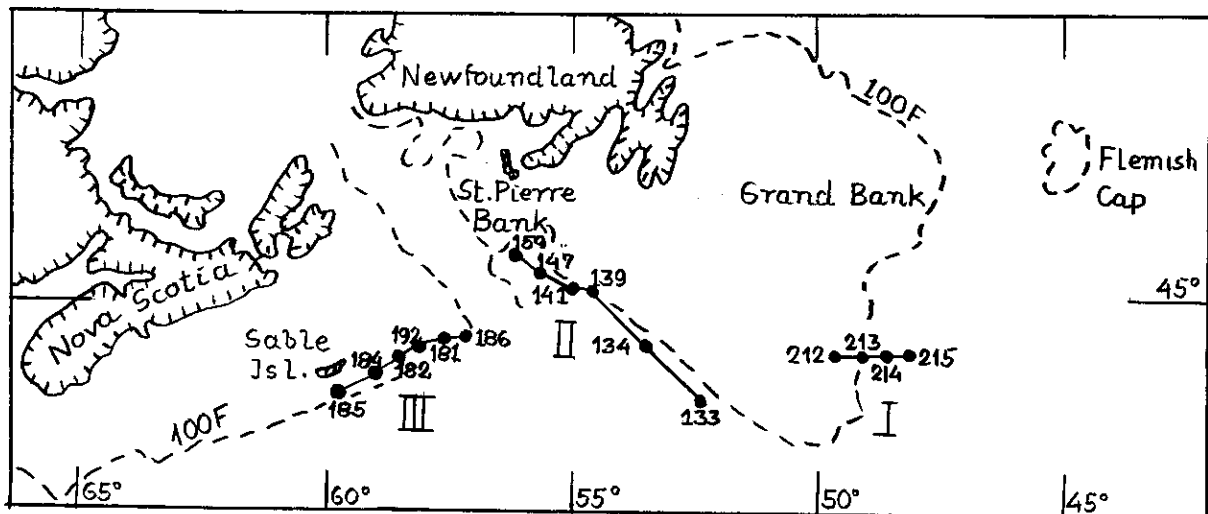 Newfoundland
100F
Flemish
Cap
St.Pierre
Bank
Grand Bank
Nova Scotia
159
147
141
139
45°
II
134
133
Sable
Isl.
192
186
184
181
182
185
III
100F
212
213
214
215
I
65°
60°
55°
50°
45°